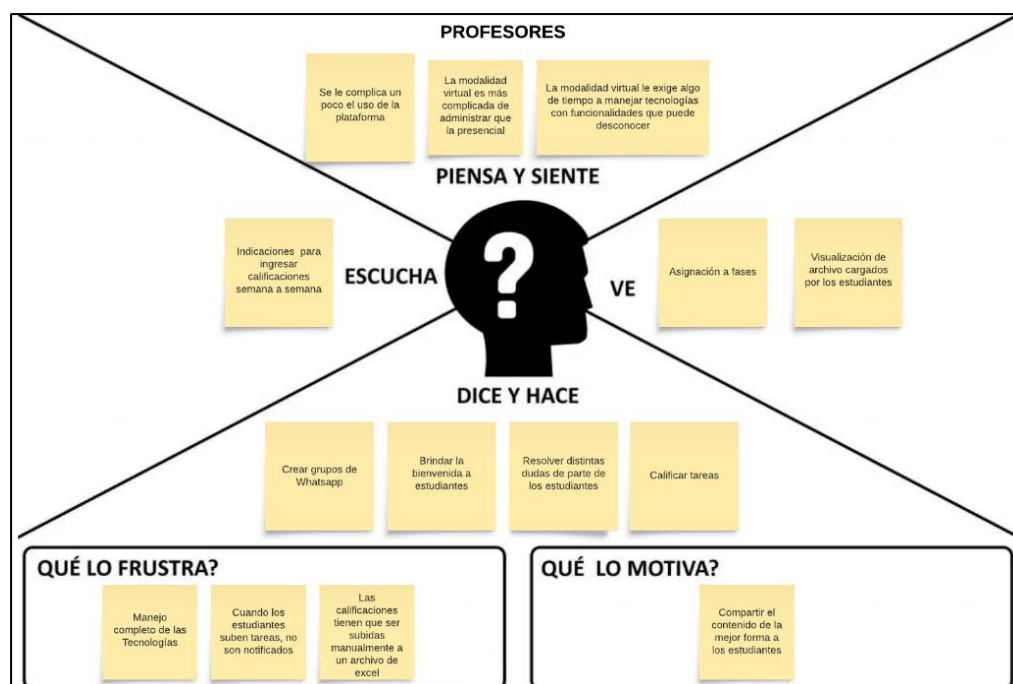 PROFESORES
Se le complica un
poco el uso de la
plataforma
La modalidad
virtual es más
complicada de
administrar que
la presencial
La modalidad virtual le exige algo
de tiempo a manejar tecnologías
con funcionalidades que puede
desconocer
PIENSA Y SIENTE
Indicaciones para
ingresar
calificaciones
semana a semana
ESCUCHA
?
VE
Asignación a fases
Visualización de
archivo cargados
por los estudiantes
DICE Y HACE
Crear grupos de
Whatsapp
Brindar la
bienvenida a
estudiantes
Resolver distintas
dudas de parte de
los estudiantes
Calificar tareas
QUÉ LO FRUSTRA?
Manejo
completo de las
Tecnologías
Cuando los
estudiantes
suben tareas, no
son notificados
Las
calificaciones
tienen que ser
subidas
manualmente a
un archivo de
excel
QUÉ LO MOTIVA?
Compartir el
contenido de la
mejor forma a
los estudiantes